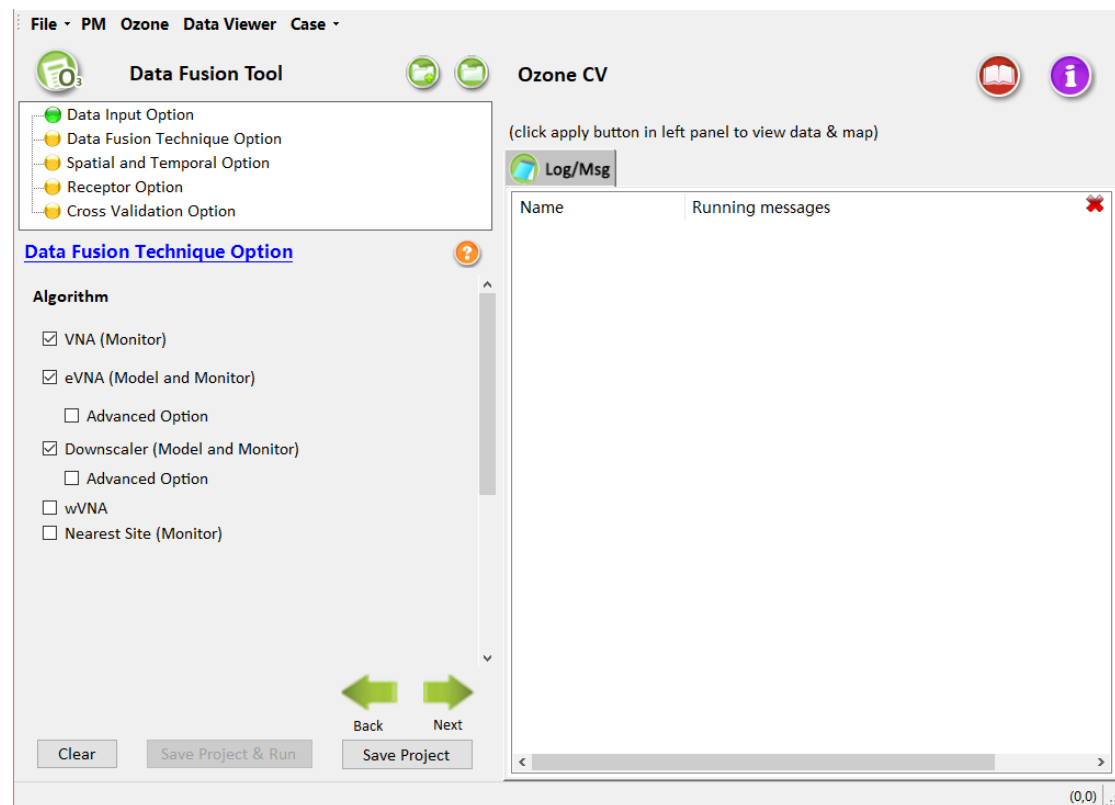 File PM Ozone Data Viewer Case
O3
Data Fusion Tool
Data Input Option
Data Fusion Technique Option
Spatial and Temporal Option
Receptor Option
Cross Validation Option
Data Fusion Technique Option
?
Algorithm
VNA (Monitor)
eVNA (Model and Monitor)
Advanced Option
Downscaler (Model and Monitor)
Advanced Option
wVNA
Nearest Site (Monitor)
Back Next
Clear Save Project & Run Save Project
Ozone CV
i
(click apply button in left panel to view data & map)
Log/Msg
Name Running messages
(0,0)